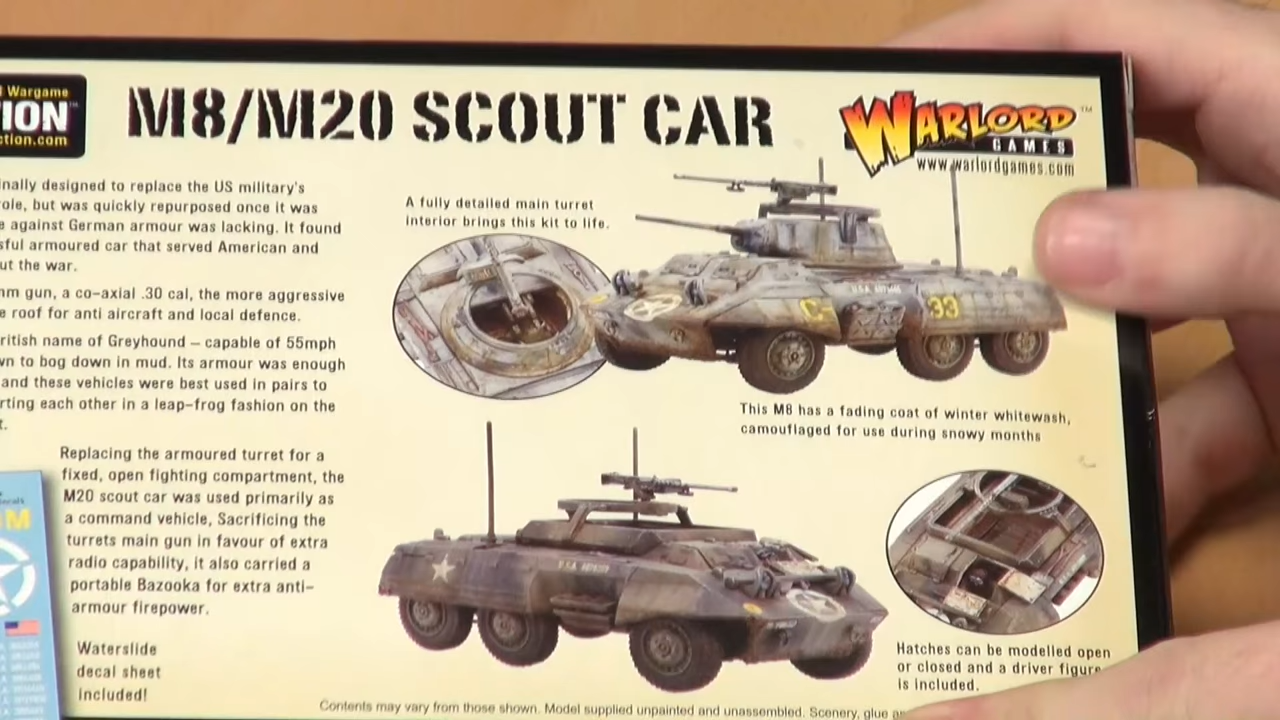 Wargame
TION
ction.com
M8/M20 SCOUT CAR
WARLORD
GAMES
www.warlordgames.com
inally designed to replace the US military's
role, but was quickly repurposed once it was
e against German armour was lacking. It found
sful armoured car that served American and
ut the war.
nm gun, a co-axial .30 cal, the more aggressive
e roof for anti aircraft and local defence.
ritish name of Greyhound – capable of 55mph
wn to bog down in mud. Its armour was enough
and these vehicles were best used in pairs to
rting each other in a leap-frog fashion on the
t.
Replacing the armoured turret for a
fixed, open fighting compartment, the
M20 scout car was used primarily as
a command vehicle, Sacrificing the
turrets main gun in favour of extra
radio capability, it also carried a
portable Bazooka for extra anti-
armour firepower.
Waterslide
decal sheet
included!
A fully detailed main turret
interior brings this kit to life.
33
This M8 has a fading coat of winter whitewash,
camouflaged for use during snowy months
Hatches can be modelled open
or closed and a driver figure
is included.
Contents may vary from those shown. Model supplied unpainted and unassembled. Scenery, glue